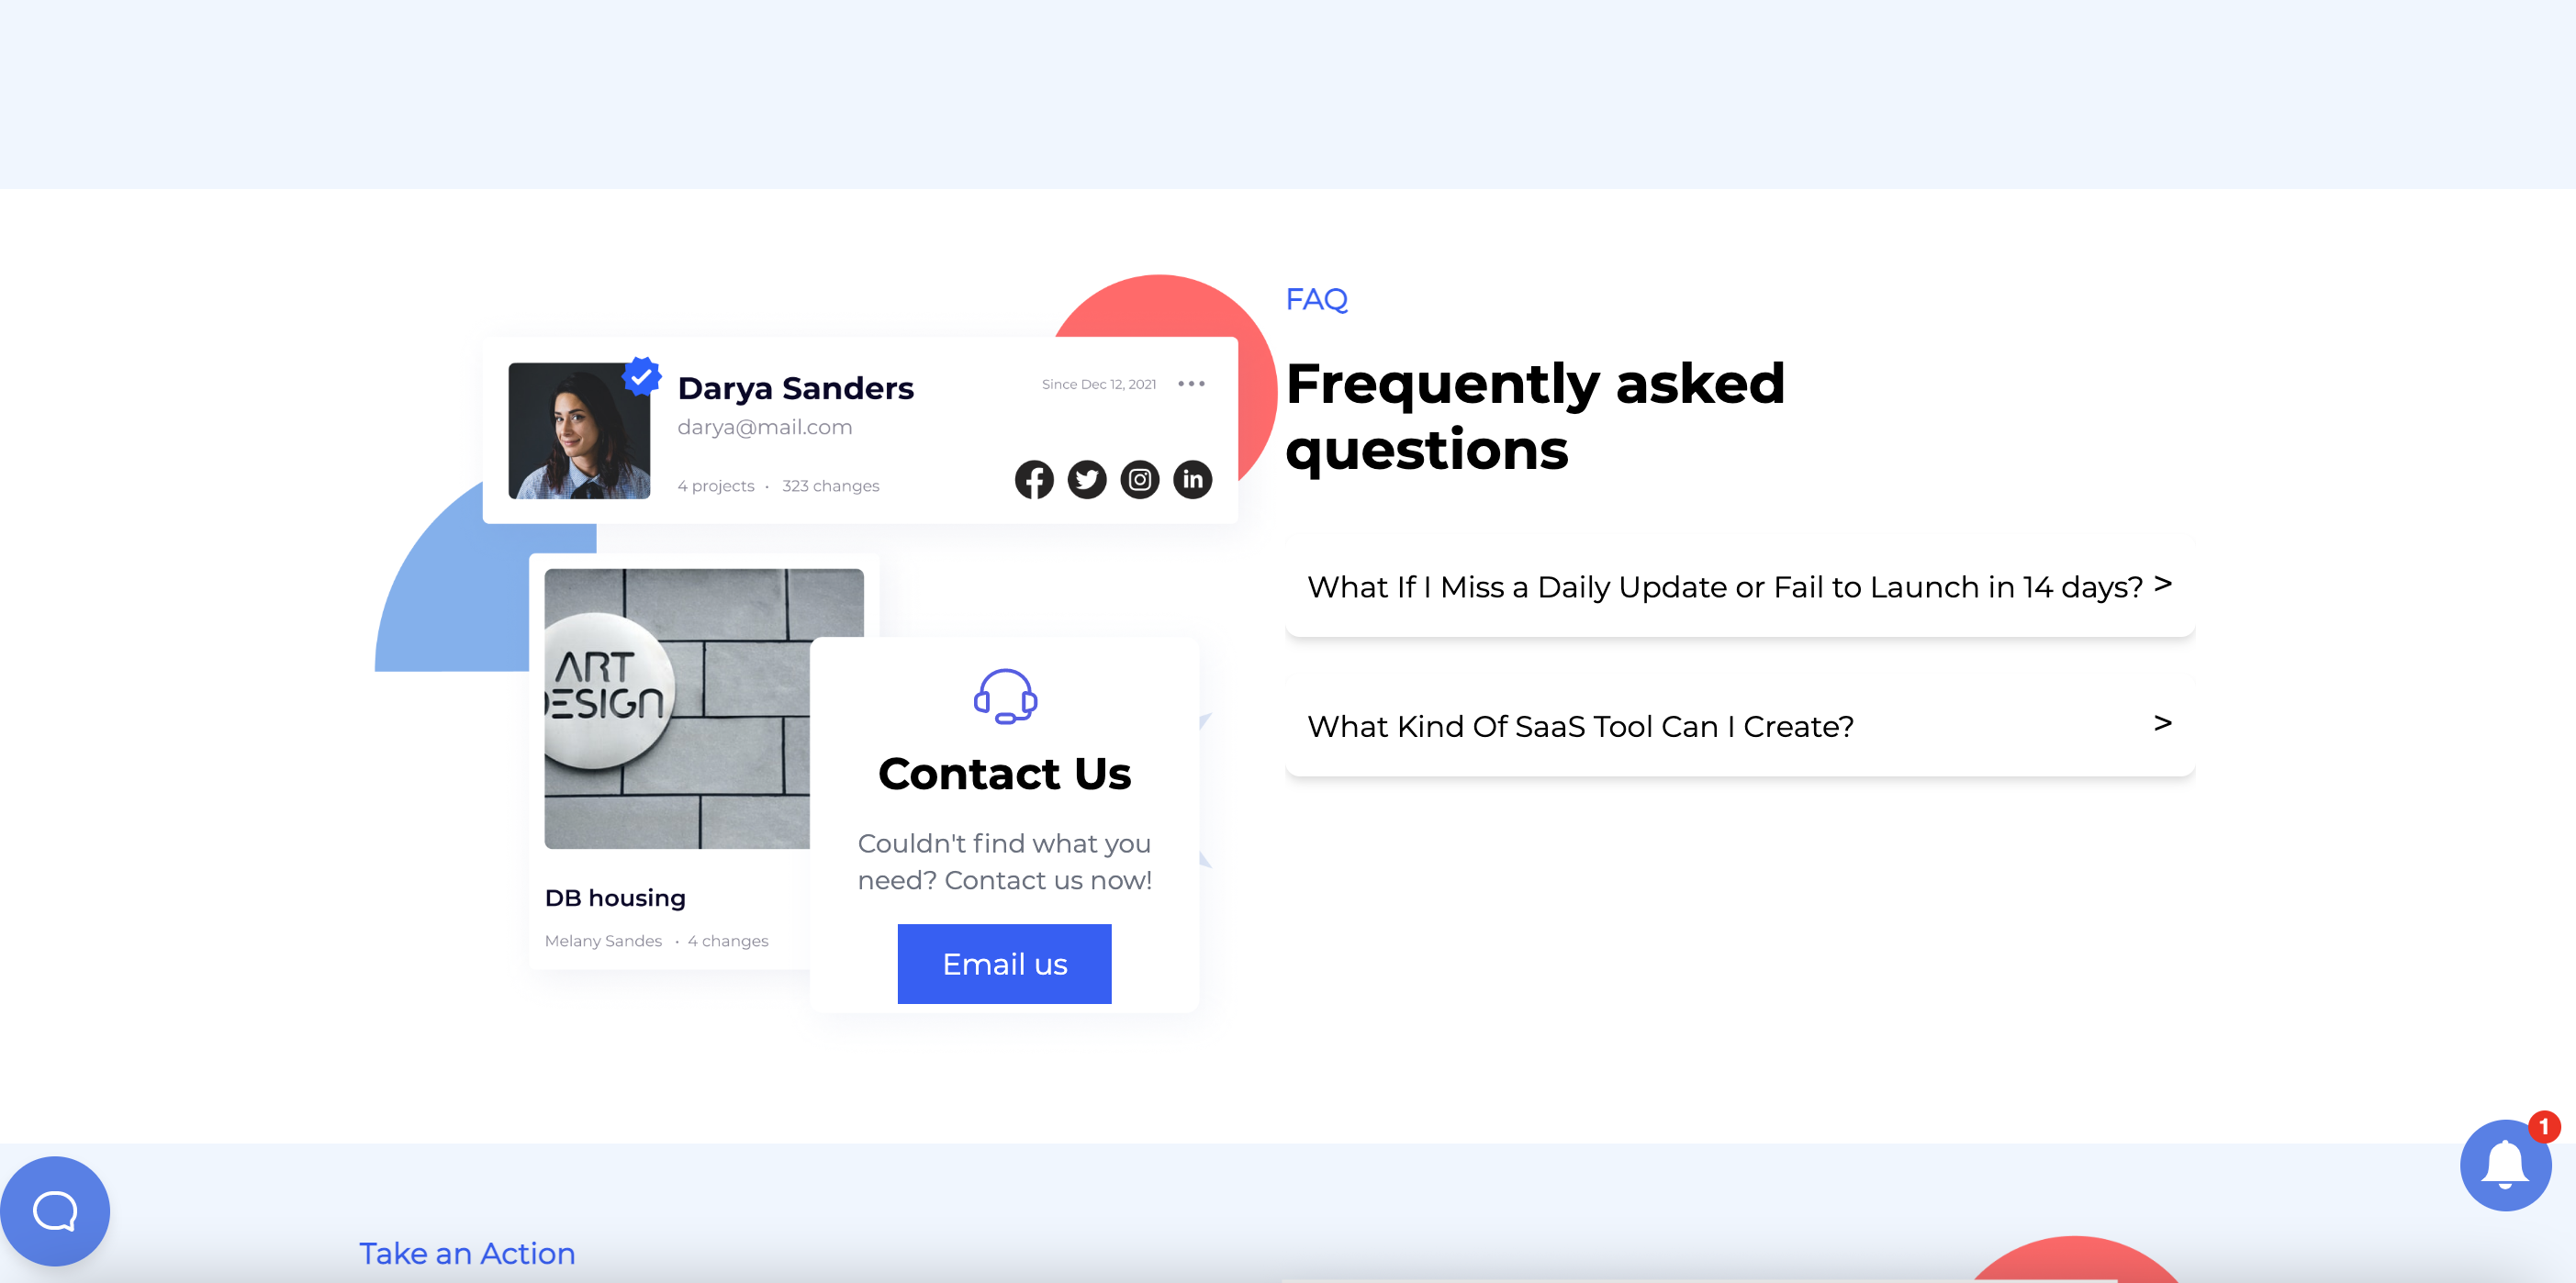 Darya Sanders
Since Dec 12, 2021
darya@mail.com
4 projects • 323 changes
in
ART
DESIGN
DB housing
Melany Sandes • 4 changes
Contact Us
Couldn't find what you
need? Contact us now!
Email us
FAQ
Frequently asked
questions
What If I Miss a Daily Update or Fail to Launch in 14 days? >
What Kind Of SaaS Tool Can I Create? >
1
Take an Action